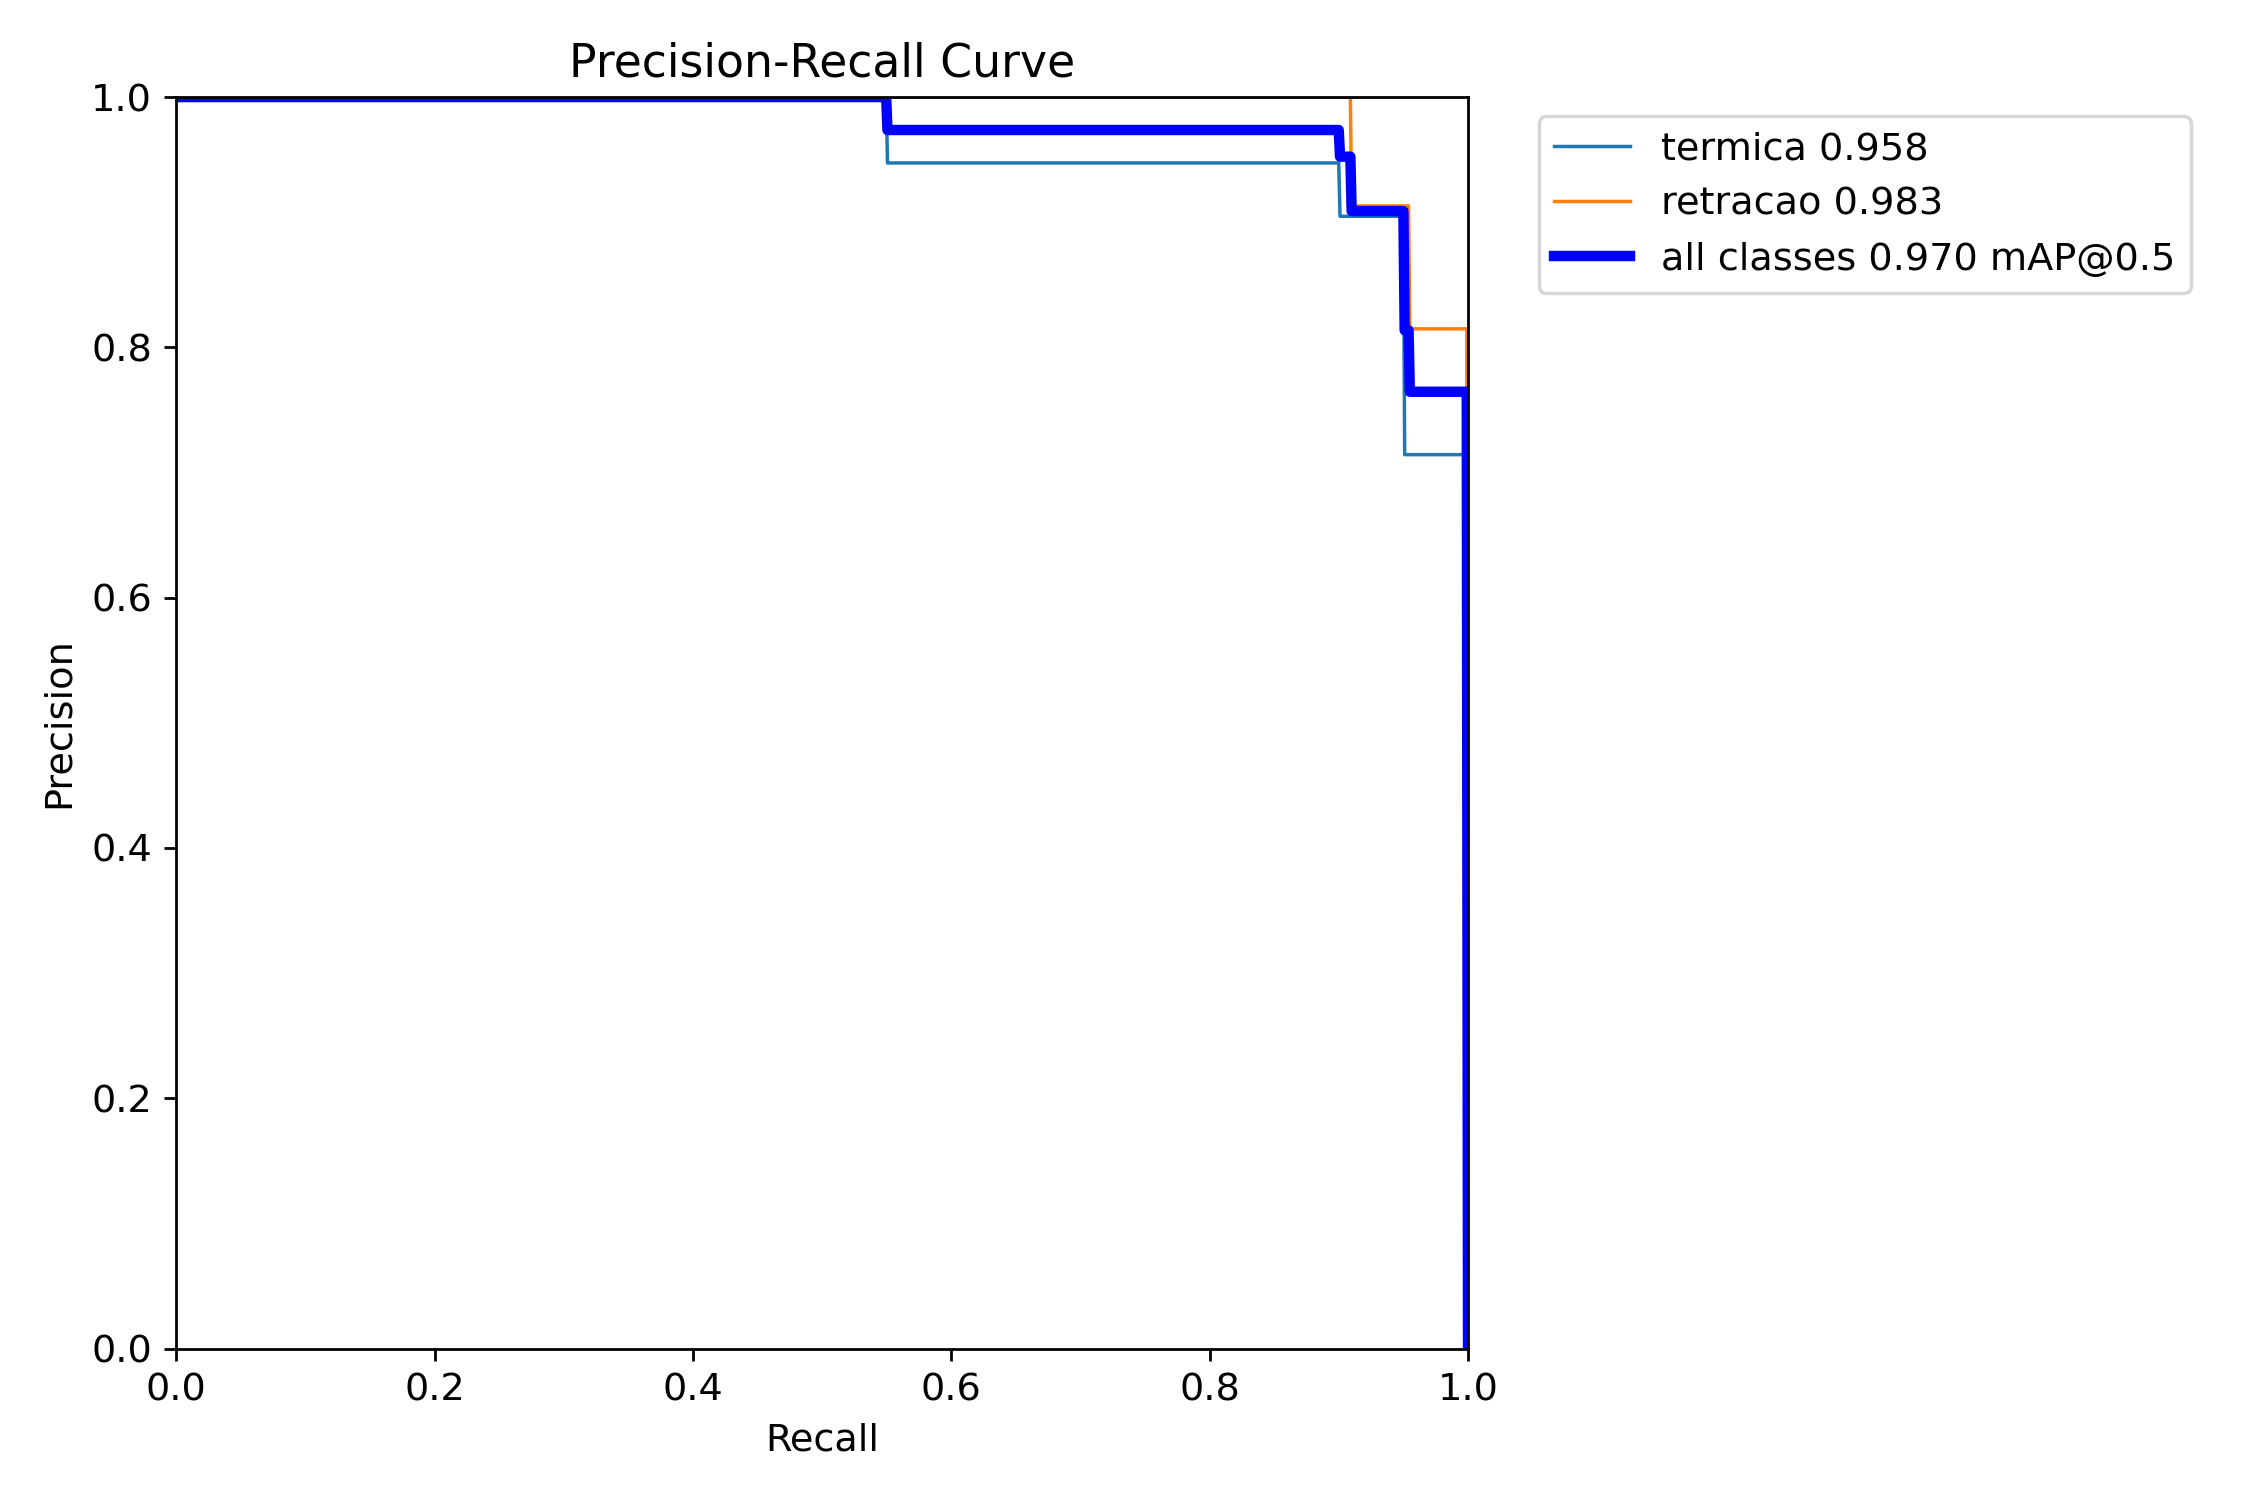 Precision-Recall Curve
1.0
0.8
0.6
0.4
0.2
0.0
Precision
0.0 0.2 0.4 0.6 0.8 1.0
Recall
termica 0.958
retracao 0.983
all classes 0.970 mAP@0.5